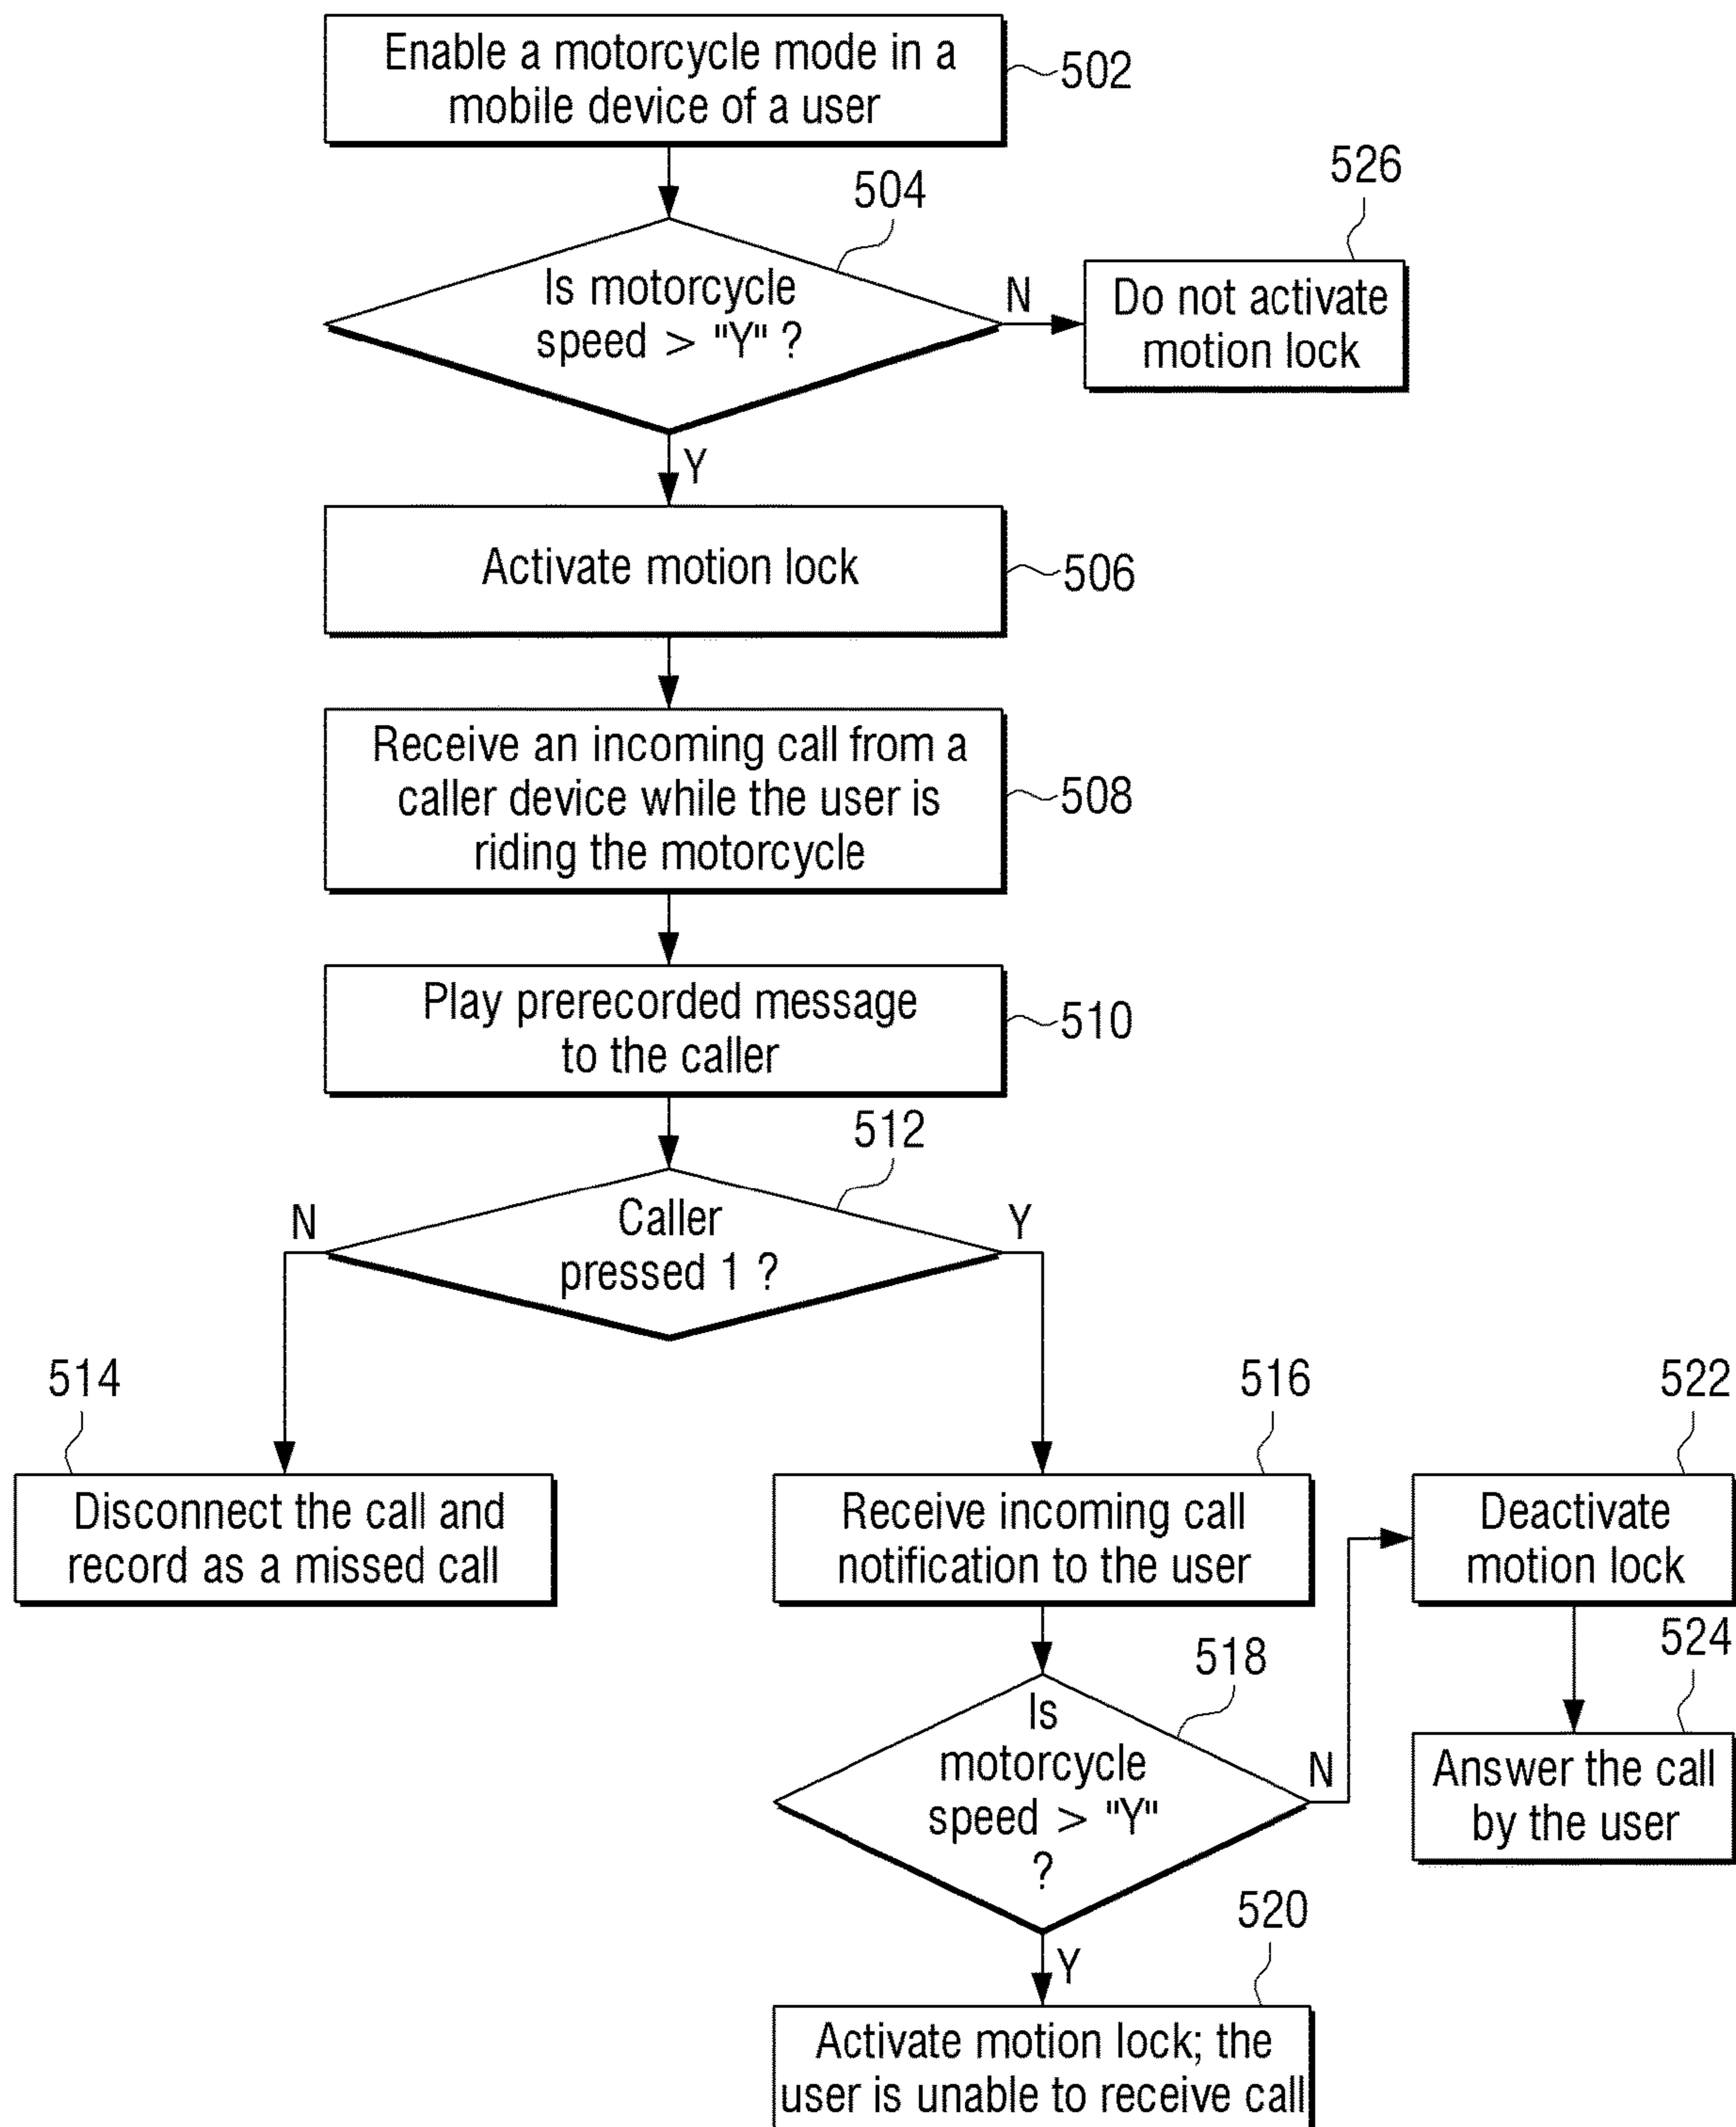 Enable a motorcycle mode in a
mobile device of a user
502
504
526
Is motorcycle
speed > "Y" ?
N
Do not activate
motion lock
Y
Activate motion lock
506
Receive an incoming call from a
caller device while the user is
riding the motorcycle
508
Play prerecorded message
to the caller
510
512
N
Caller
pressed 1 ?
Y
514
516
522
Disconnect the call and
record as a missed call
Receive incoming call
notification to the user
Deactivate
motion lock
518
524
Is
motorcycle
speed > "Y"
?
N
Answer the call
by the user
520
Y
Activate motion lock; the
user is unable to receive call